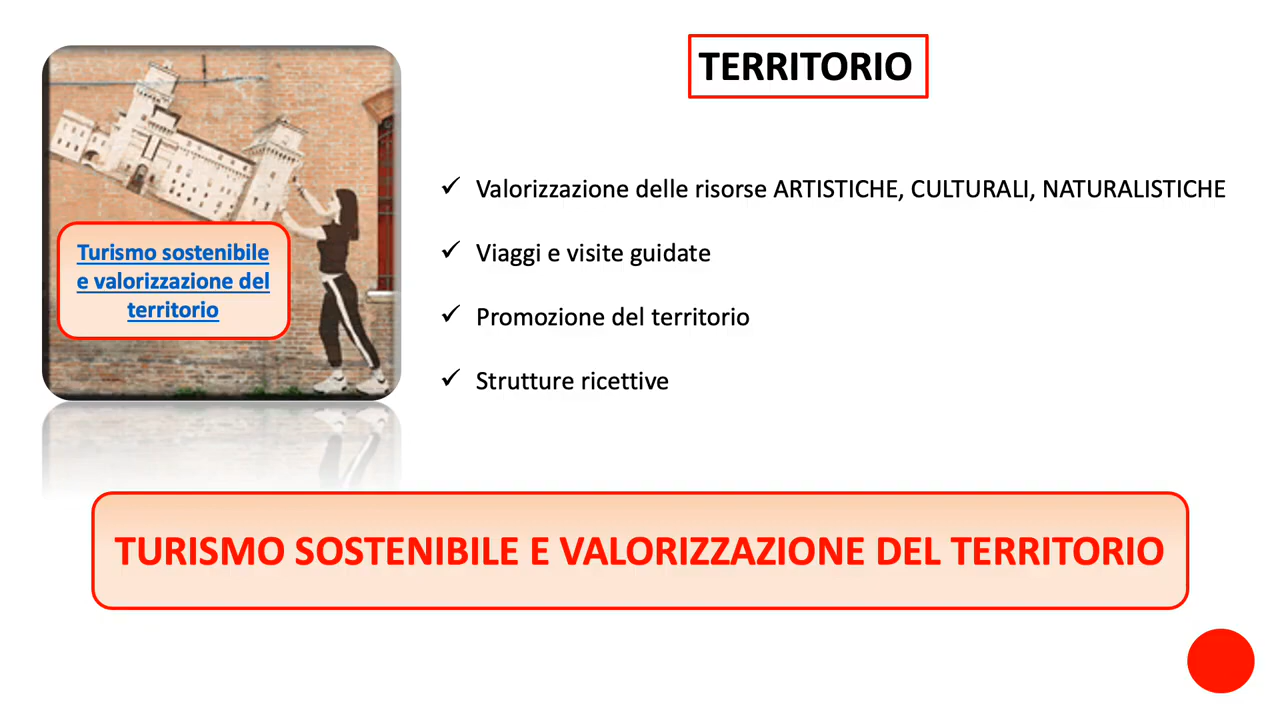 TERRITORIO
✓ Valorizzazione delle risorse ARTISTICHE, CULTURALI, NATURALISTICHE
✓ Viaggi e visite guidate
✓ Promozione del territorio
✓ Strutture ricettive
Turismo sostenibile
e valorizzazione del
territorio
TURISMO SOSTENIBILE E VALORIZZAZIONE DEL TERRITORIO